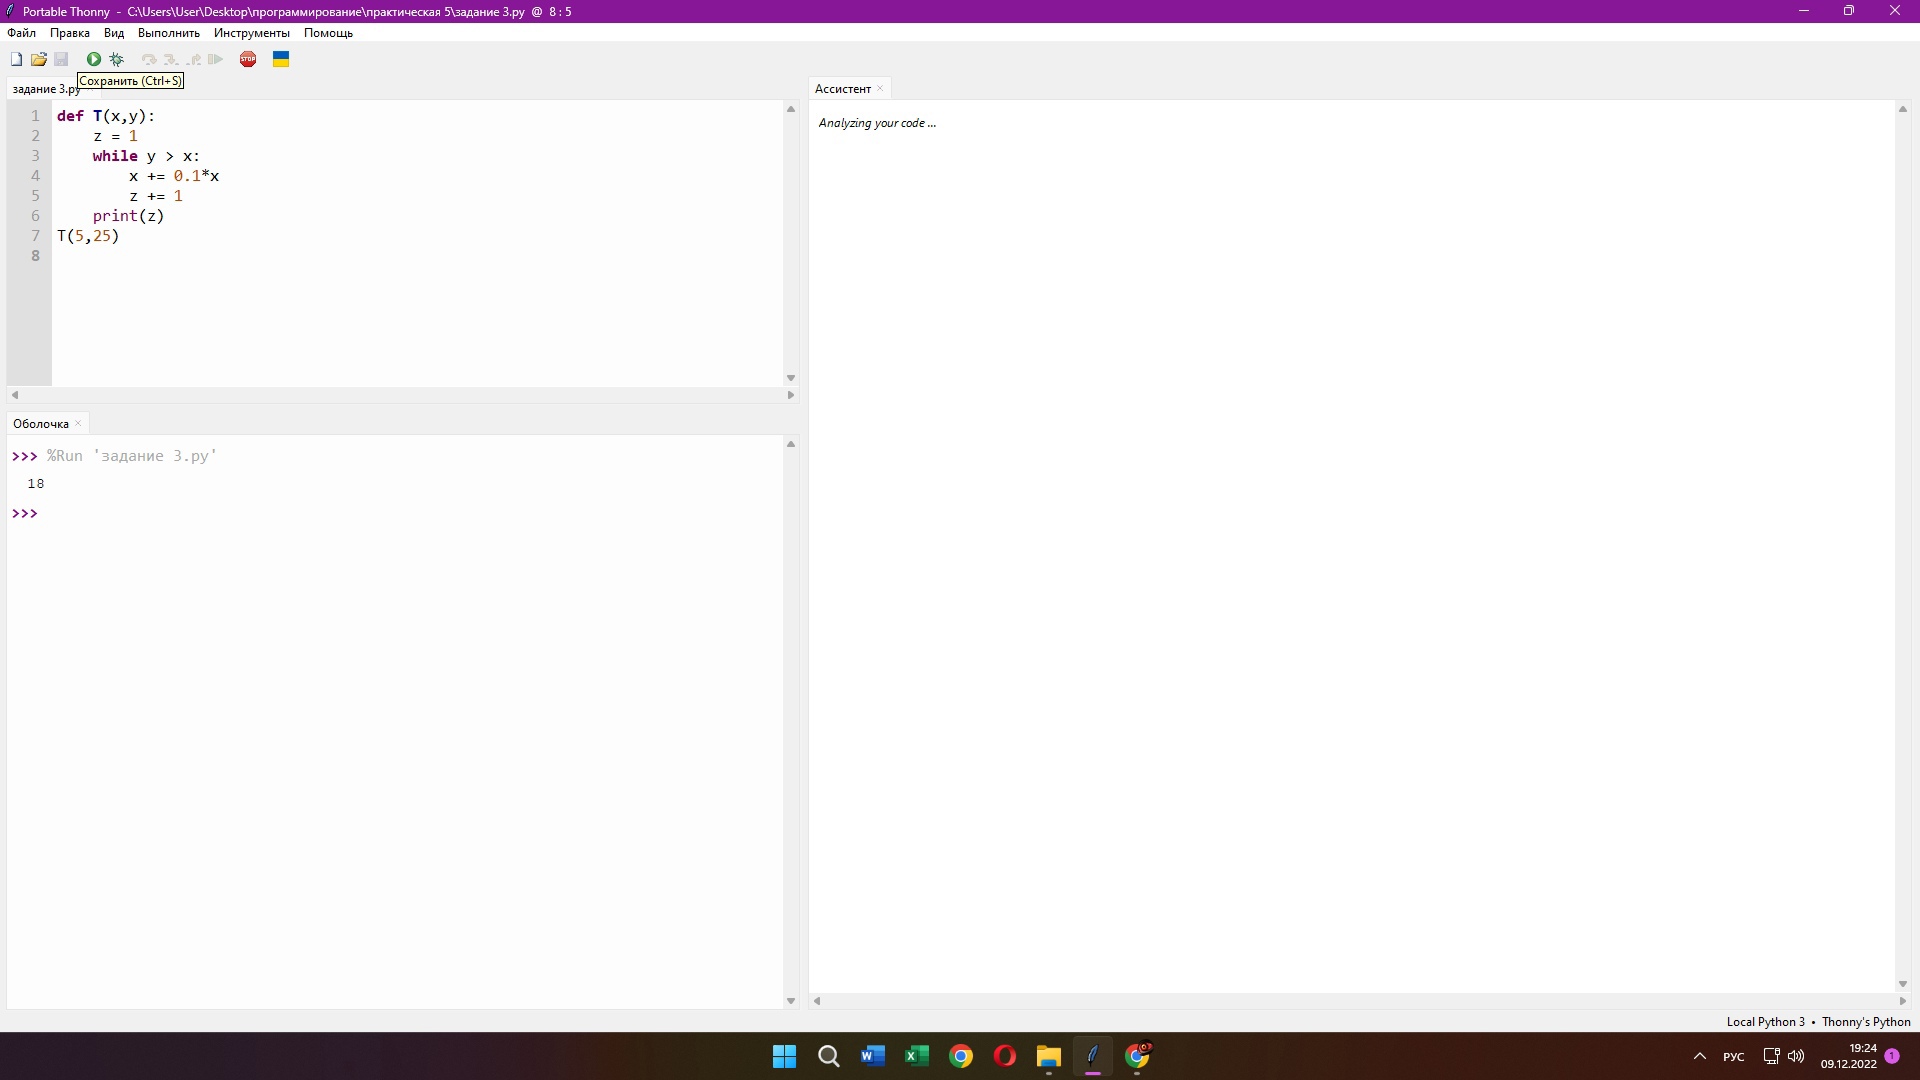 Portable Thonny - C:\Users\User\Desktop\программирование\практическая 5\задание 3.py @ 8 : 5
Файл Правка Вид Выполнить Инструменты Помощь
STOP
Сохранить (Ctrl+S)
задание 3.py
1 def T(x,y):
2     z = 1
3     while y > x:
4         x += 0.1*x
5         z += 1
6     print(z)
7 T(5,25)
8
Оболочка
>>> %Run 'задание 3.py'
18
>>>
Ассистент
Analyzing your code ...
Local Python 3 • Thonny's Python
РУС
19:24
09.12.2022
1